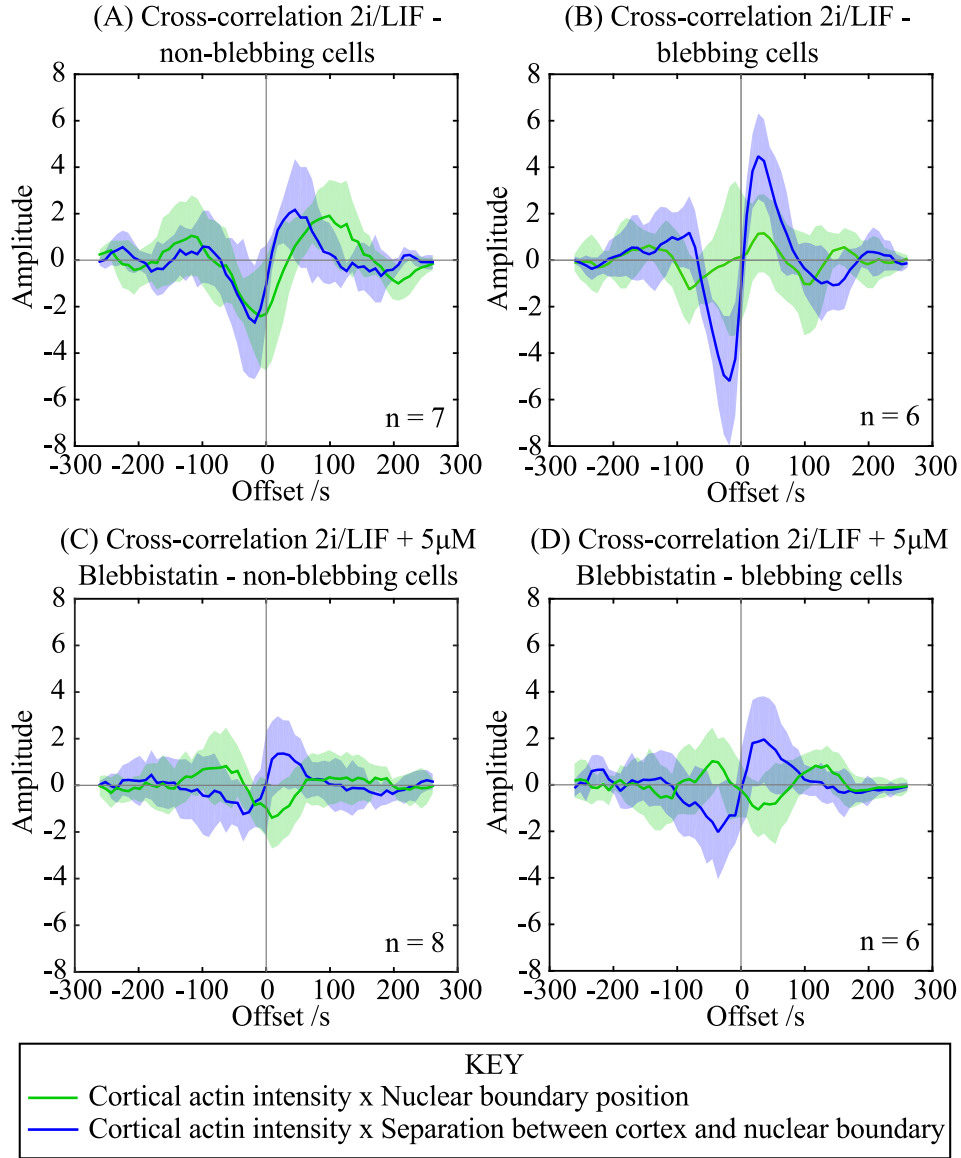 (A) Cross-correlation 2i/LIF -
non-blebbing cells
8
6
4
2
0
-2
-4
-6
-8
Amplitude
n = 7
-300 -200 -100 0 100 200 300
Offset /s
(B) Cross-correlation 2i/LIF -
blebbing cells
8
6
4
2
0
-2
-4
-6
-8
Amplitude
n = 6
-300 -200 -100 0 100 200 300
Offset /s
(C) Cross-correlation 2i/LIF + 5μM
Blebbistatin - non-blebbing cells
8
6
4
2
0
-2
-4
-6
-8
Amplitude
n = 8
-300 -200 -100 0 100 200 300
Offset /s
(D) Cross-correlation 2i/LIF + 5μM
Blebbistatin - blebbing cells
8
6
4
2
0
-2
-4
-6
-8
Amplitude
n = 6
-300 -200 -100 0 100 200 300
Offset /s
KEY
Cortical actin intensity x Nuclear boundary position
Cortical actin intensity x Separation between cortex and nuclear boundary